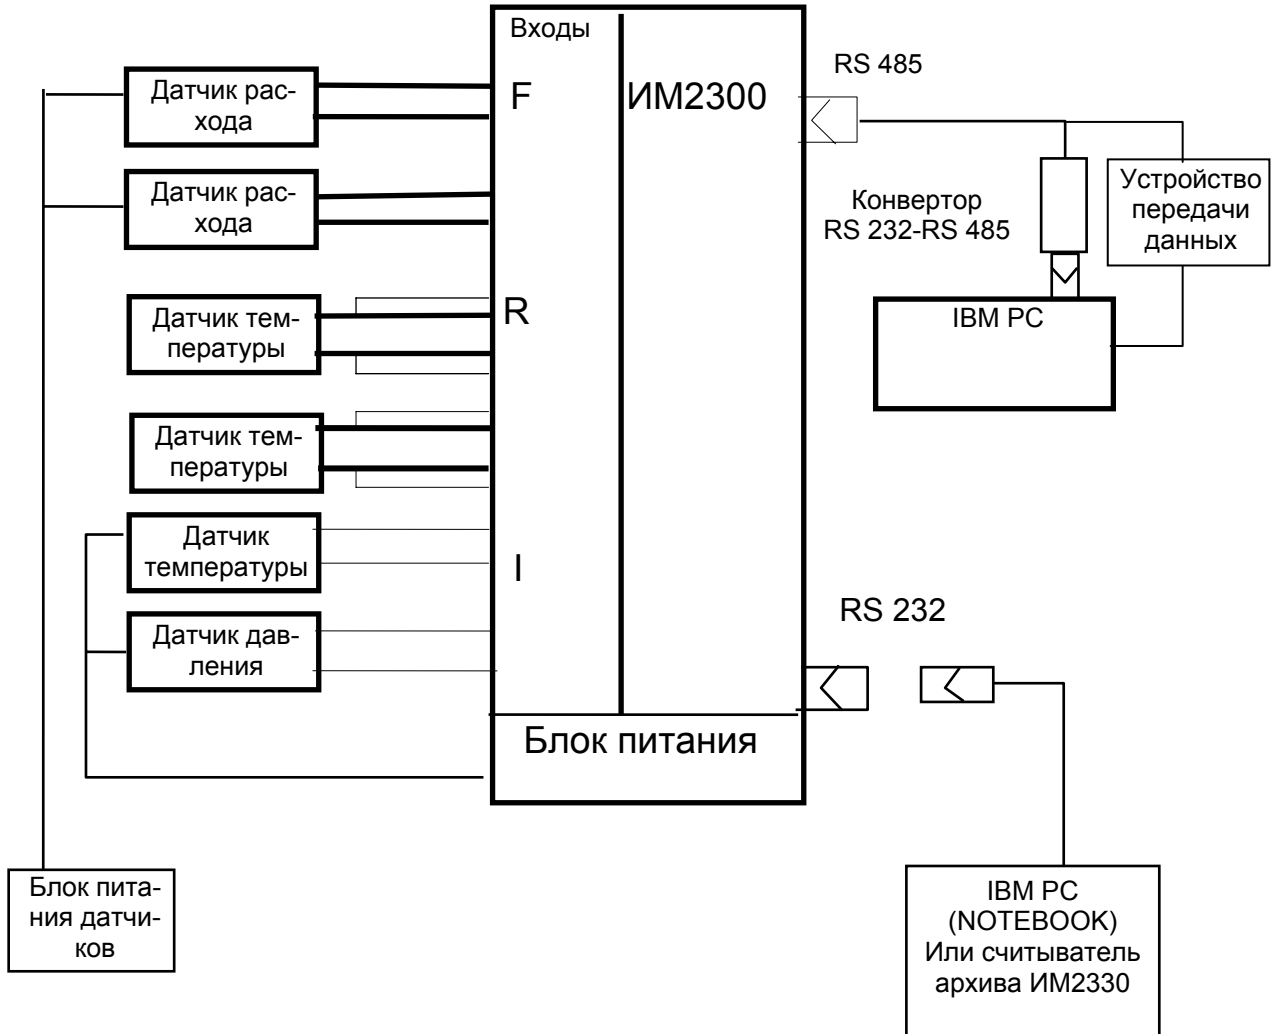 Входы
F
ИМ2300
RS 485
Датчик рас-
хода
Датчик рас-
хода
Конвертор
RS 232-RS 485
Устройство
передачи
данных
R
Датчик тем-
пературы
IBM PC
Датчик тем-
пературы
Датчик
температуры
I
Датчик дав-
ления
RS 232
Блок питания
Блок пита-
ния датчи-
ков
IBM PC
(NOTEBOOK)
Или считыватель
архива ИМ2330